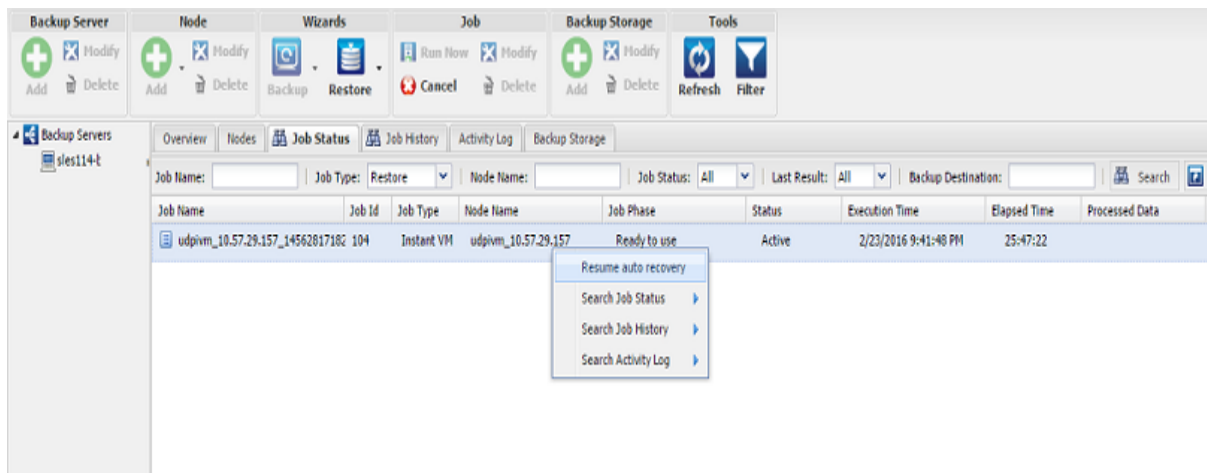 Backup Server Node Wizards Job Backup Storage Tools
Add Modify Delete Add Modify Delete Backup Restore Run Now Modify Cancel Delete Add Modify Delete Refresh Filter
Backup Servers
sles114-t
Overview Nodes Job Status Job History Activity Log Backup Storage
Job Name: Job Type: Restore Node Name: Job Status: All Last Result: All Backup Destination: Search
Job Name Job Id Job Type Node Name Job Phase Status Execution Time Elapsed Time Processed Data
udpivm_10.57.29.157_14562817182 104 Instant VM udpivm_10.57.29.157 Ready to use Active 2/23/2016 9:41:48 PM 25:47:22
Resume auto recovery
Search Job Status
Search Job History
Search Activity Log